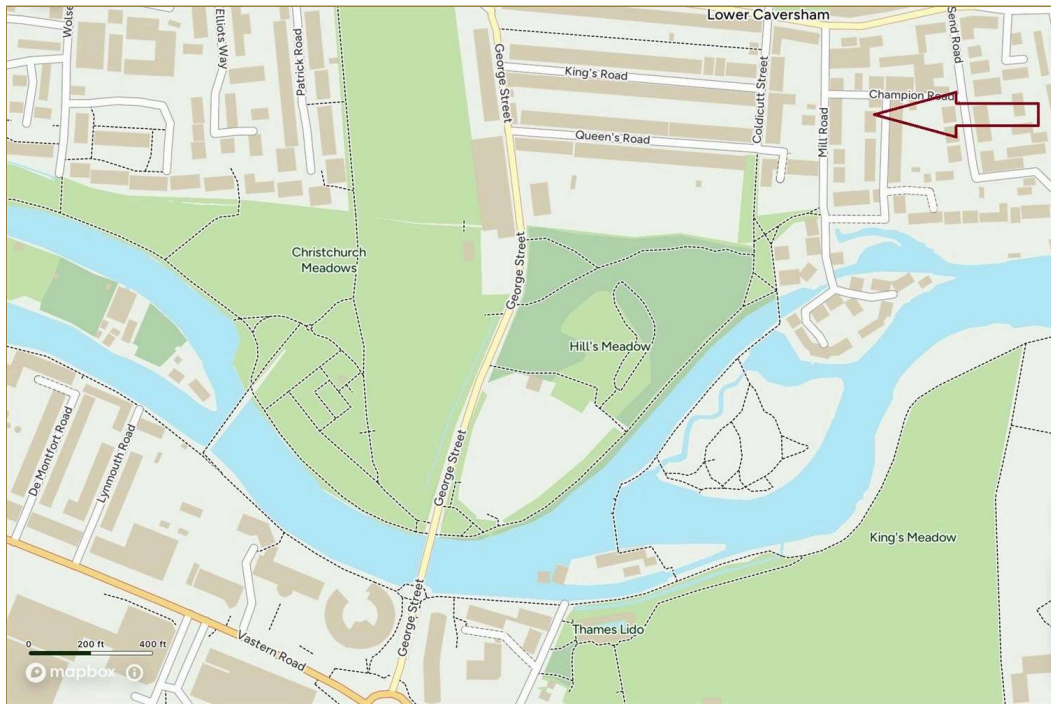 Lower Caversham
Wolse
Elliots Way
Patrick Road
George Street
King's Road
Queen's Road
Coldicutt Street
Mill Road
Champion Road
Send Road
George Street
Christchurch
Meadows
Hill's Meadow
George Street
De Montfort Road
Lynmouth Road
King's Meadow
George Street
Thames Lido
Vastern Road
0 200 ft 400 ft
mapbox i